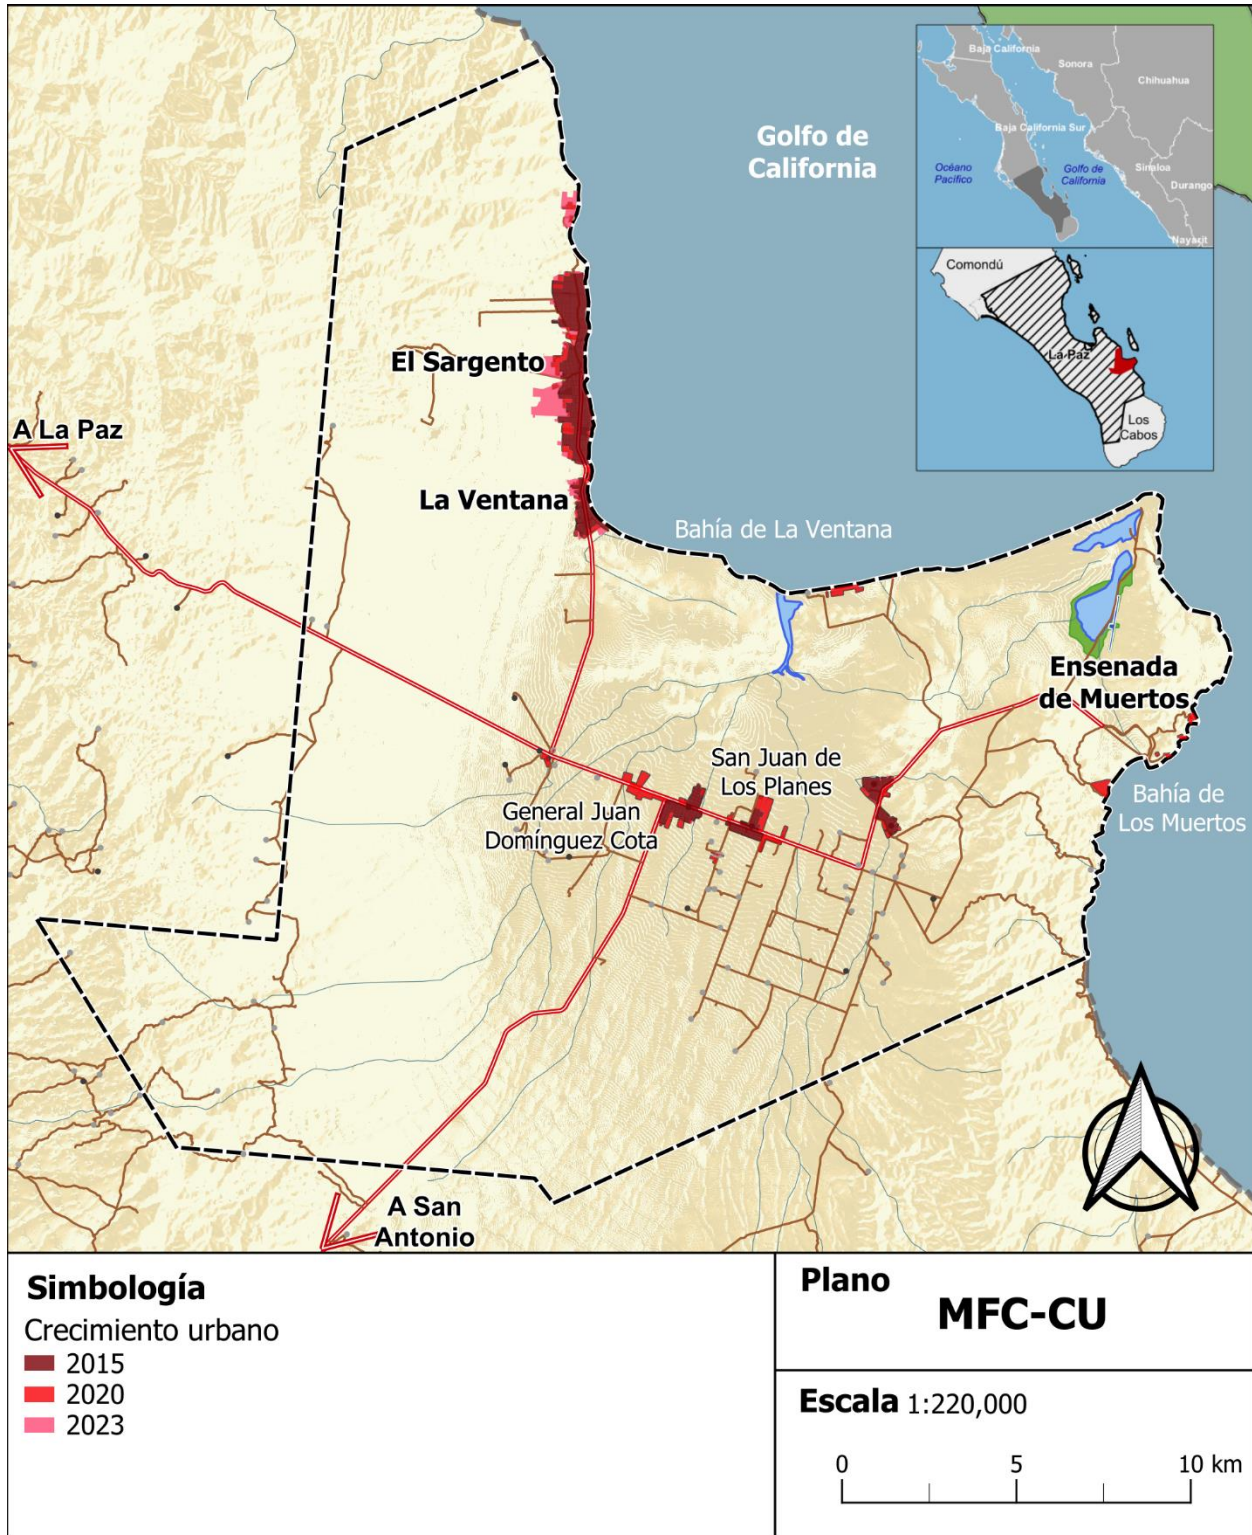 Golfo de
California
Baja California
Sonora
Chihuahua
Baja California Sur
Océano
Pacífico
Golfo de
California
Sinaloa
Durango
Nayarit
Comondú
La Paz
Los
Cabos
El Sargento
A La Paz
La Ventana
Bahía de La Ventana
Ensenada
de Muertos
San Juan de
Los Planes
General Juan
Domínguez Cota
Bahía de
Los Muertos
A San
Antonio
Simbología
Crecimiento urbano
2015
2020
2023
Plano
MFC-CU
Escala 1:220,000
0 5 10 km